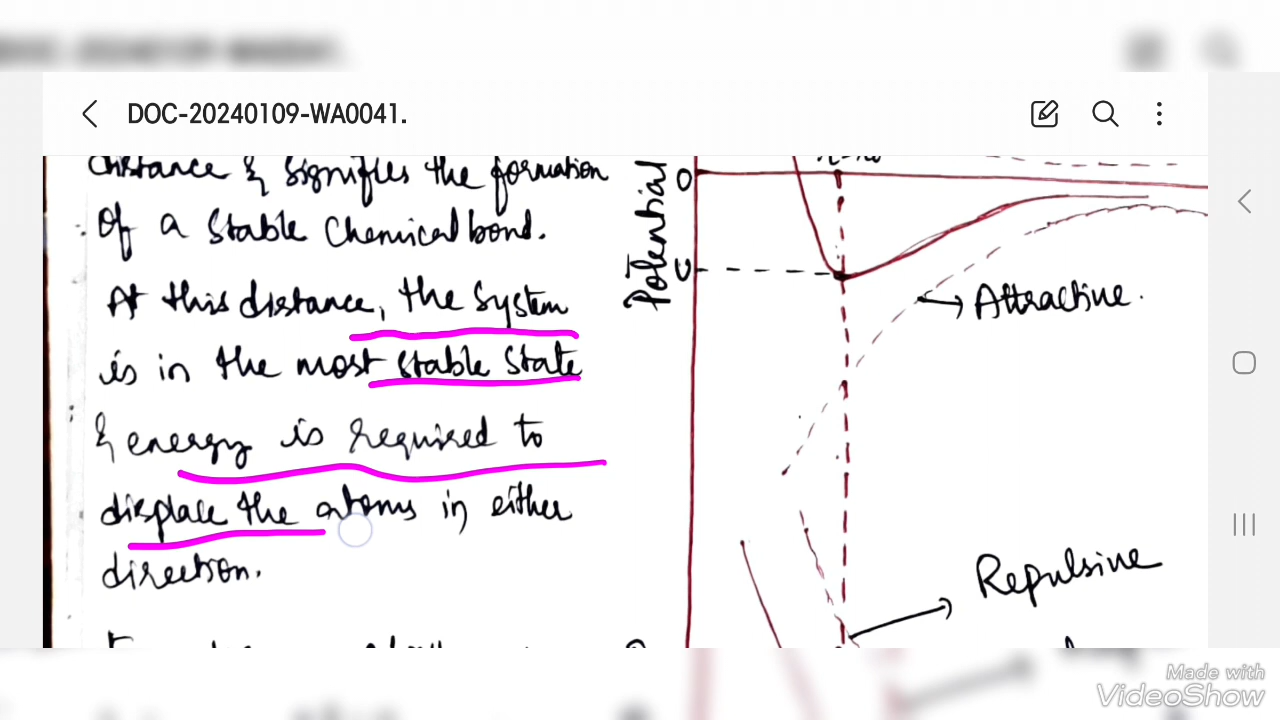 DOC-20240109-WA0041.
distance & signifies the formation
of a stable chemical bond.
At this distance, the system
is in the most stable state
& energy is required to
displace the atoms in either
direction.
Potential
0
U
Attractive.
Repulsive
Made with
VideoShow